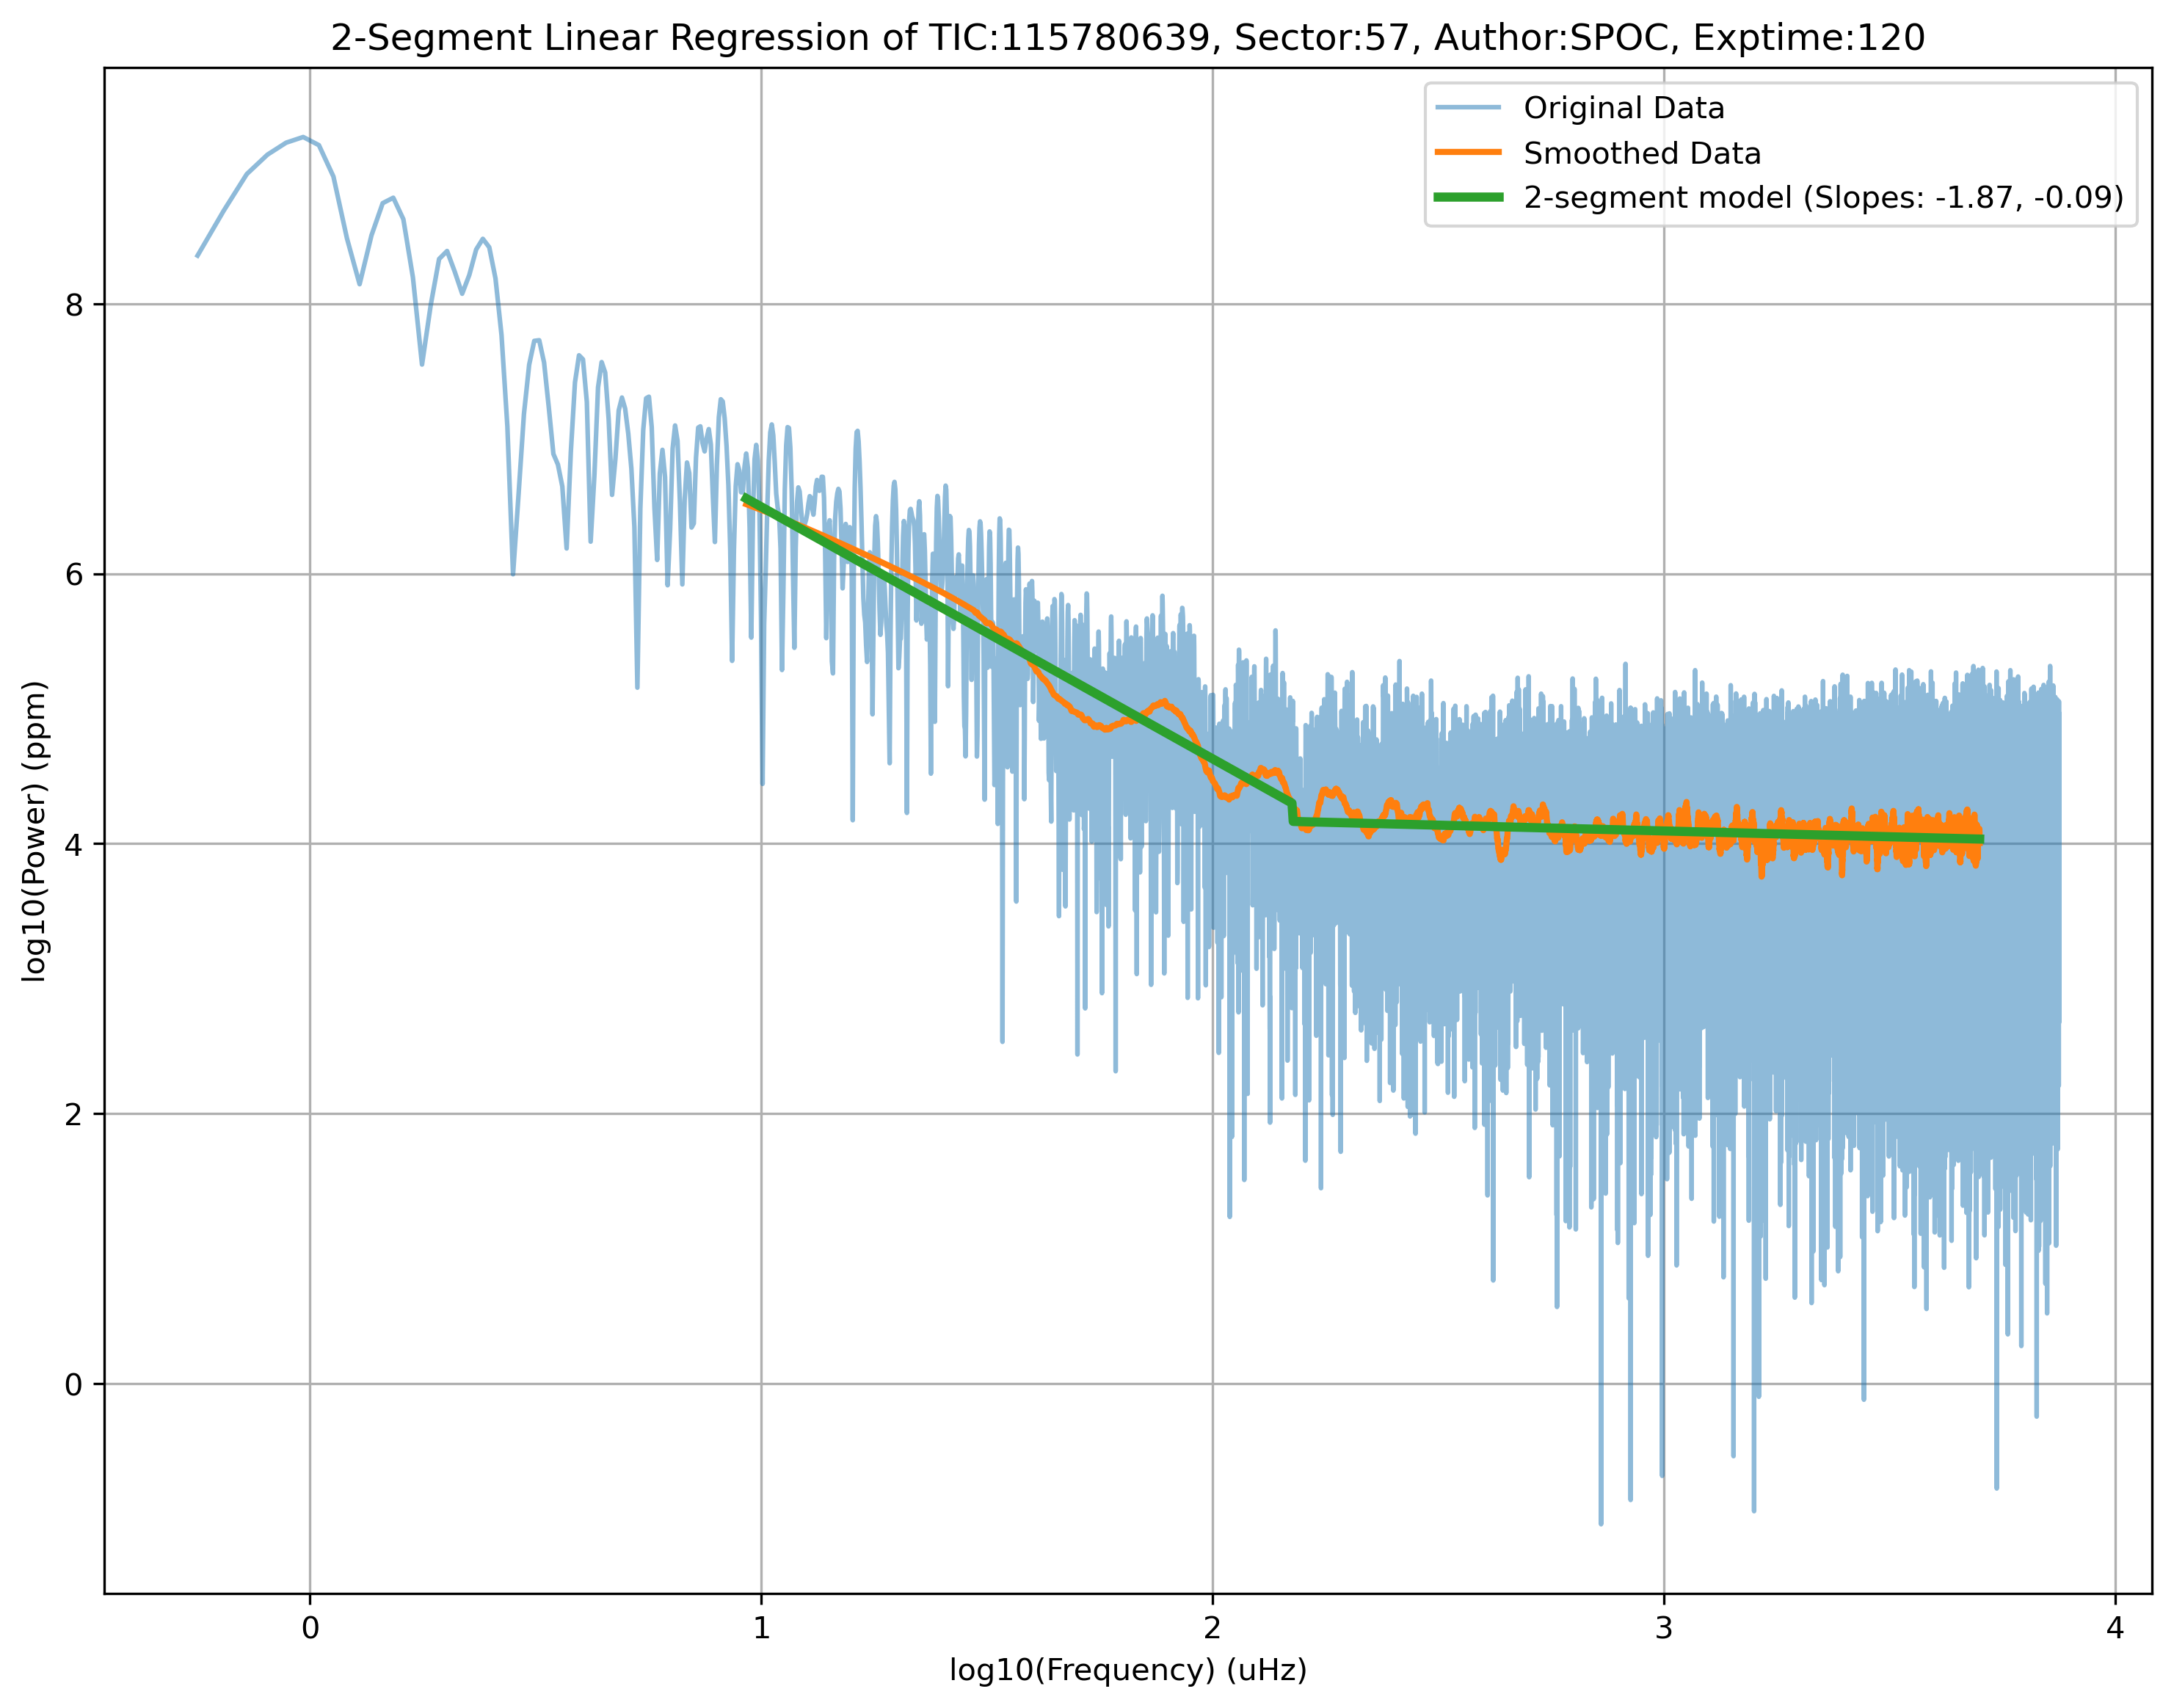 2-Segment Linear Regression of TIC:115780639, Sector:57, Author:SPOC, Exptime:120
Original Data
Smoothed Data
2-segment model (Slopes: -1.87, -0.09)
log10(Power) (ppm)
8
6
4
2
0
0
1
2
3
4
log10(Frequency) (uHz)